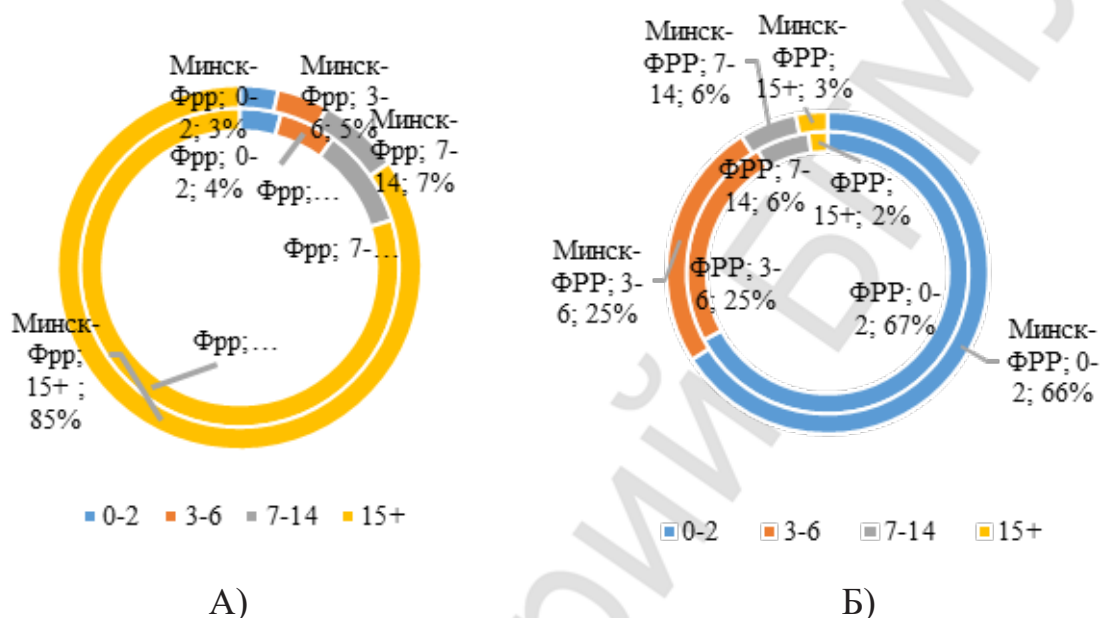 Минск-
Фрр; 0-
2; 3%
Минск-
Фрр; 3-
6; 5%
Минск-
Фрр; 7-
14; 7%
Фрр; 0-
2; 4%
Фрр;...
Фрр; 7-...
Фрр;...
Минск-
Фрр;
15+ ;
85%
0-2 3-6 7-14 15+
А)
Минск-
ФРР; 7-
14; 6%
Минск-
ФРР;
15+; 3%
ФРР; 7-
14; 6%
ФРР;
15+; 2%
Минск-
ФРР; 3-
6; 25%
ФРР; 3-
6; 25%
ФРР; 0-
2; 67%
Минск-
ФРР; 0-
2; 66%
0-2 3-6 7-14 15+
Б)